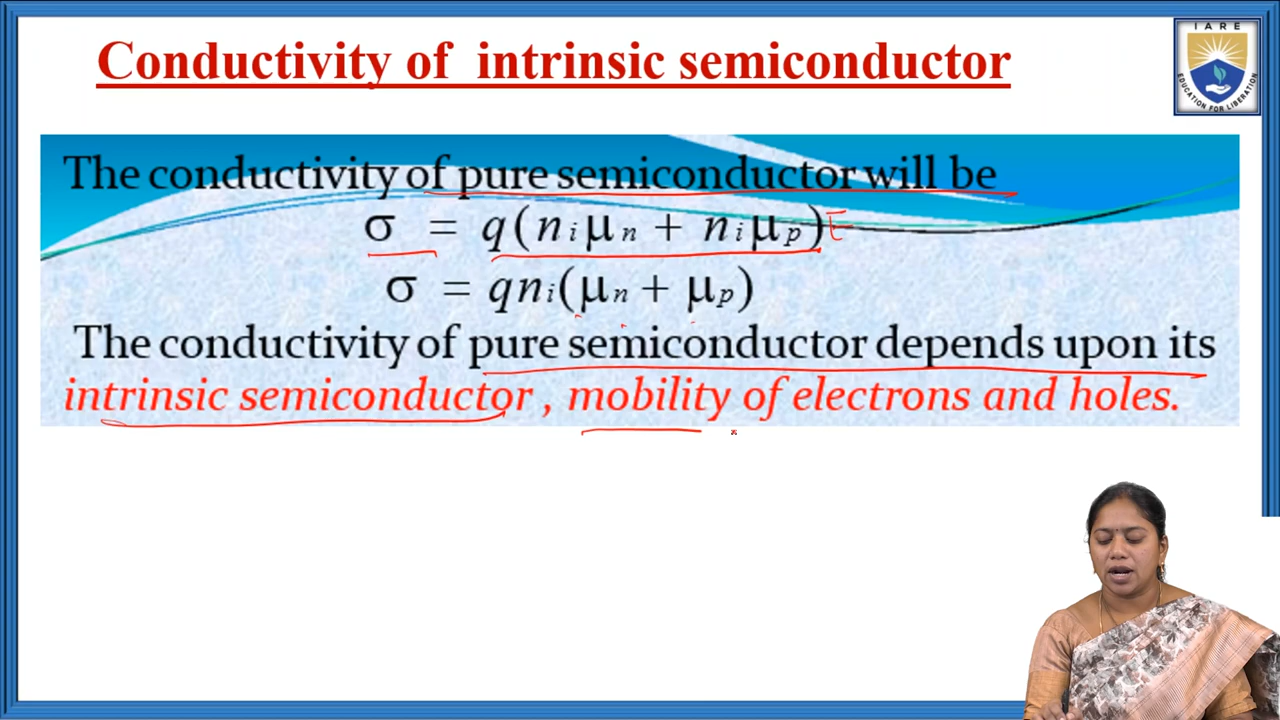 Conductivity of intrinsic semiconductor
IARE
EDUCATION FOR LIBERATION
The conductivity of pure semiconductor will be
σ = q(nᵢμₙ + nᵢμₚ)E
σ = qnᵢ(μₙ + μₚ)
The conductivity of pure semiconductor depends upon its
intrinsic semiconductor , mobility of electrons and holes.